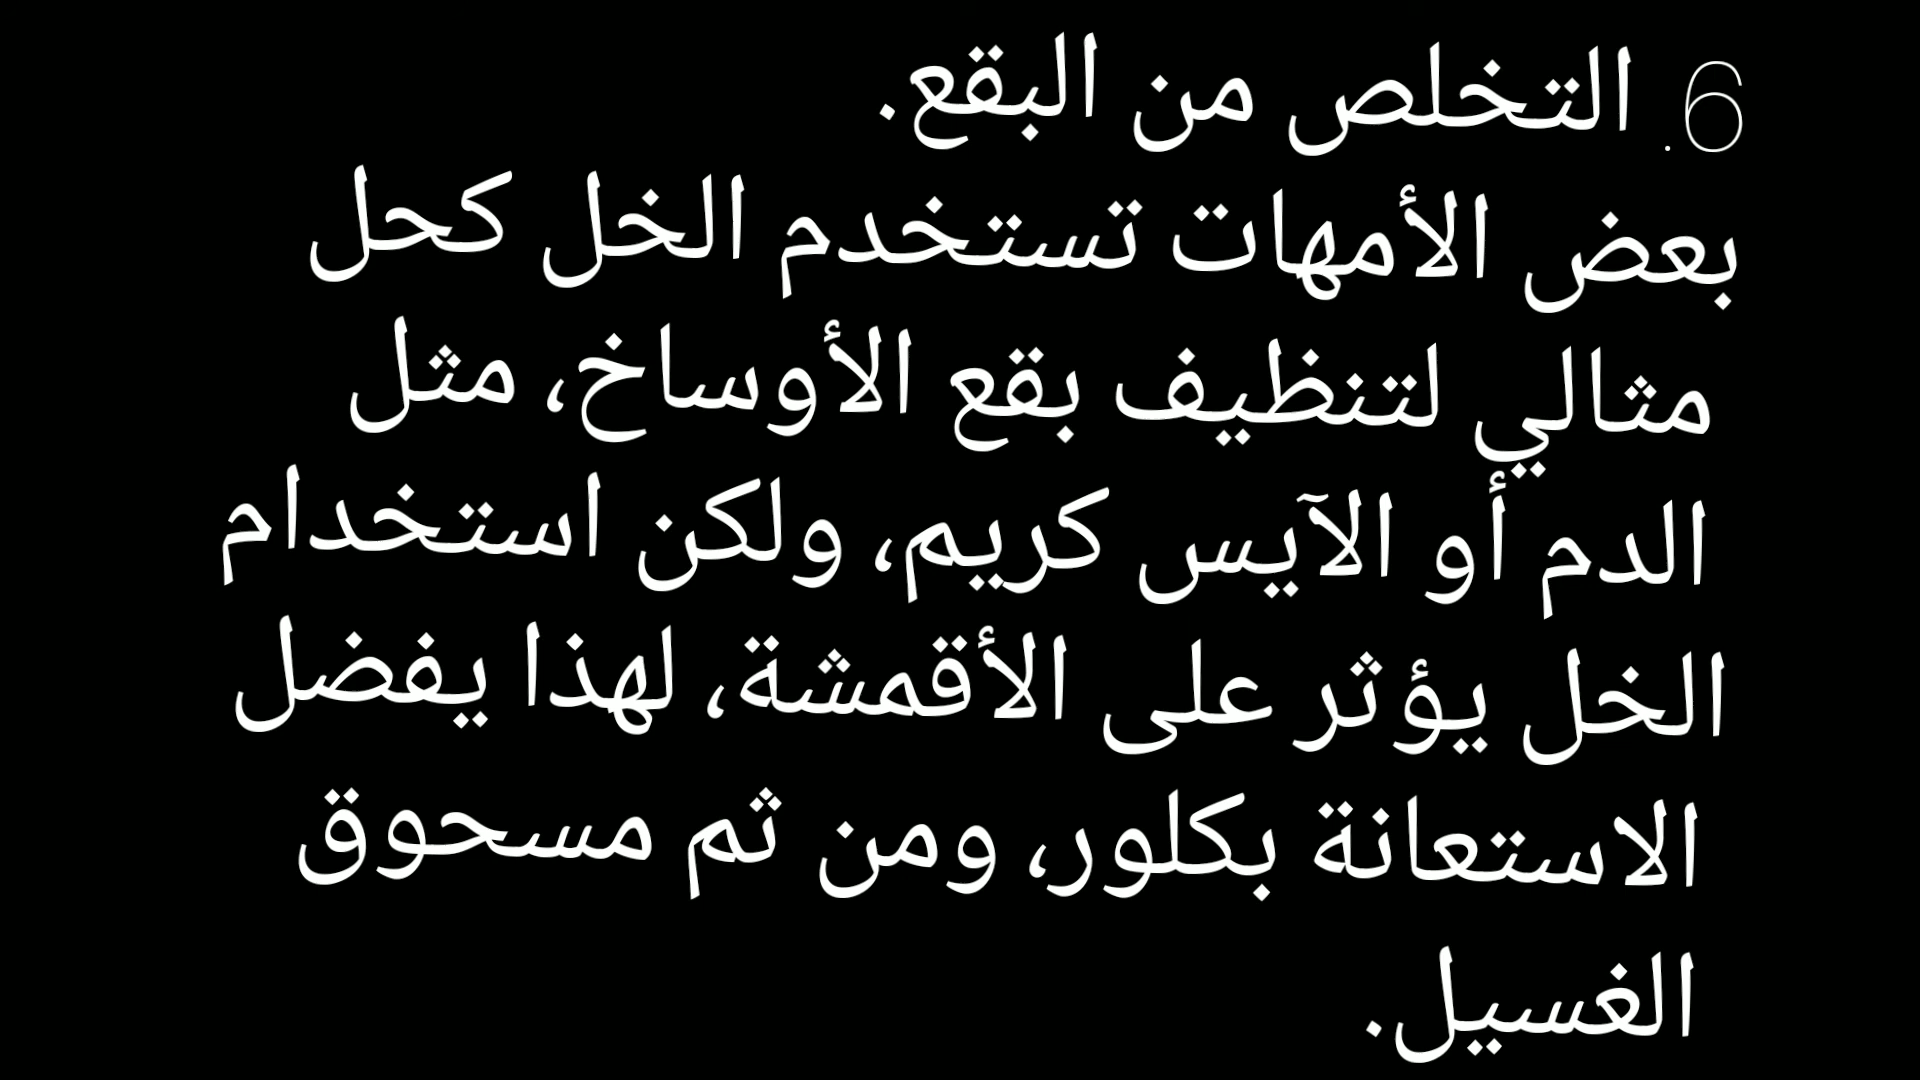 6. التخلص من البقع.
بعض الأمهات تستخدم الخل كحل
مثالي لتنظيف بقع الأوساخ، مثل
الدم أو الآيس كريم، ولكن استخدام
الخل يؤثر على الأقمشة، لهذا يفضل
الاستعانة بكلور، ومن ثم مسحوق
الغسيل.